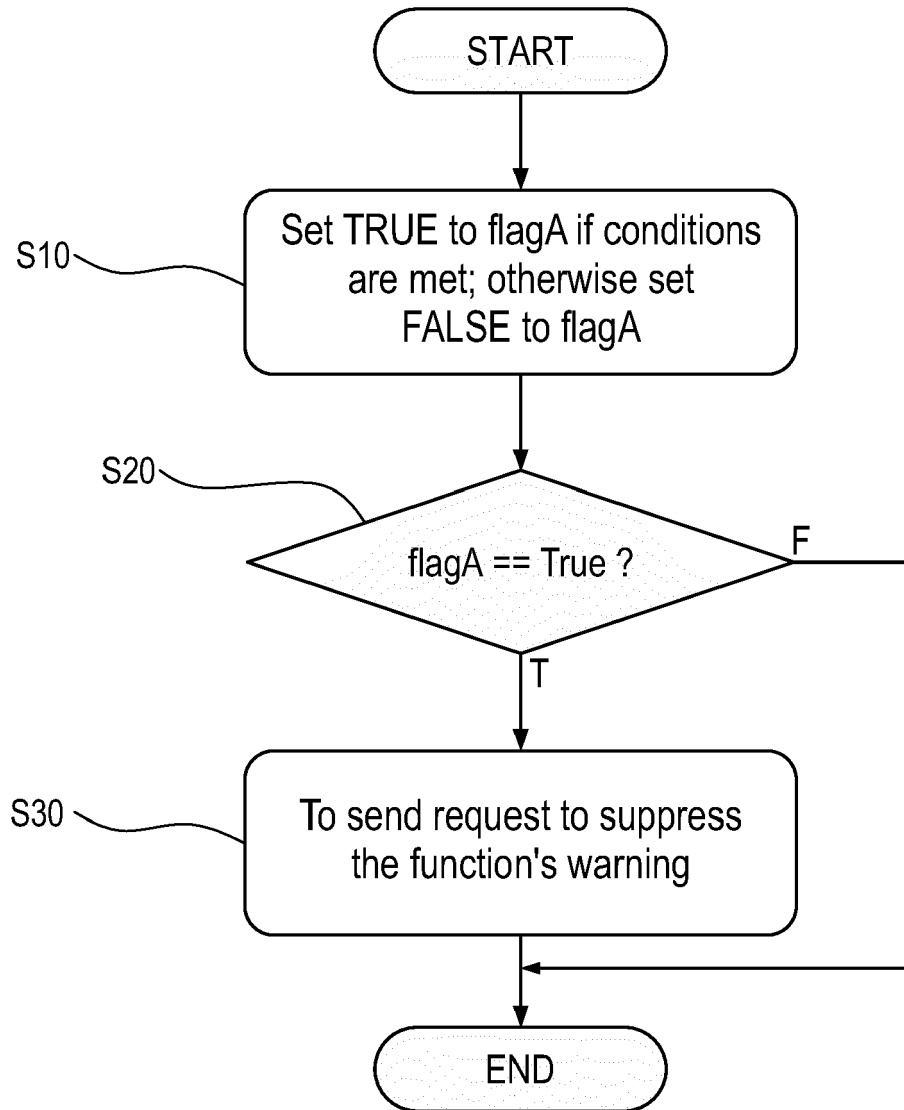 START
S10
Set TRUE to flagA if conditions
are met; otherwise set
FALSE to flagA
S20
flagA == True ?
F
T
S30
To send request to suppress
the function's warning
END